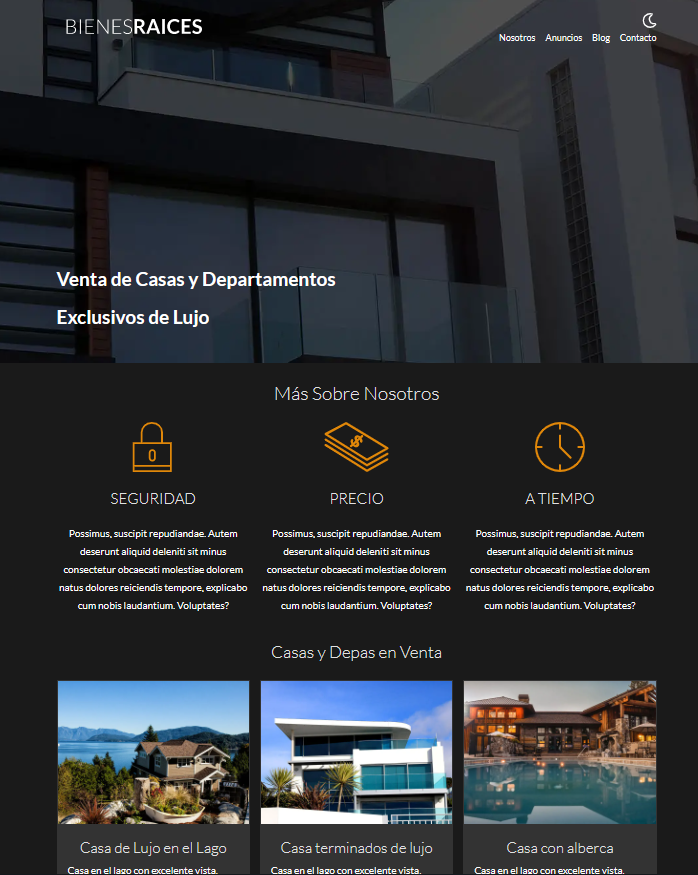 BIENESRAICES
Nosotros Anuncios Blog Contacto
Venta de Casas y Departamentos
Exclusivos de Lujo
Más Sobre Nosotros
SEGURIDAD
Possimus, suscipit repudiandae. Autem
deserunt aliquid deleniti sit minus
consectetur obcaecati molestiae dolorem
natus dolores reiciendis tempore, explicabo
cum nobis laudantium. Voluptates?
PRECIO
Possimus, suscipit repudiandae. Autem
deserunt aliquid deleniti sit minus
consectetur obcaecati molestiae dolorem
natus dolores reiciendis tempore, explicabo
cum nobis laudantium. Voluptates?
A TIEMPO
Possimus, suscipit repudiandae. Autem
deserunt aliquid deleniti sit minus
consectetur obcaecati molestiae dolorem
natus dolores reiciendis tempore, explicabo
cum nobis laudantium. Voluptates?
Casas y Depas en Venta
Casa de Lujo en el Lago
Casa en el lago con excelente vista.
Casa terminados de lujo
Casa en el lago con excelente vista.
Casa con alberca
Casa en el lago con excelente vista.